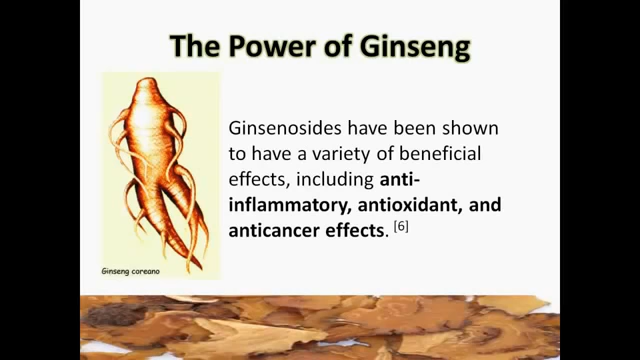 The Power of Ginseng
Ginsenosides have been shown
to have a variety of beneficial
effects, including anti-
inflammatory, antioxidant, and
anticancer effects. [6]
Ginseng coreano